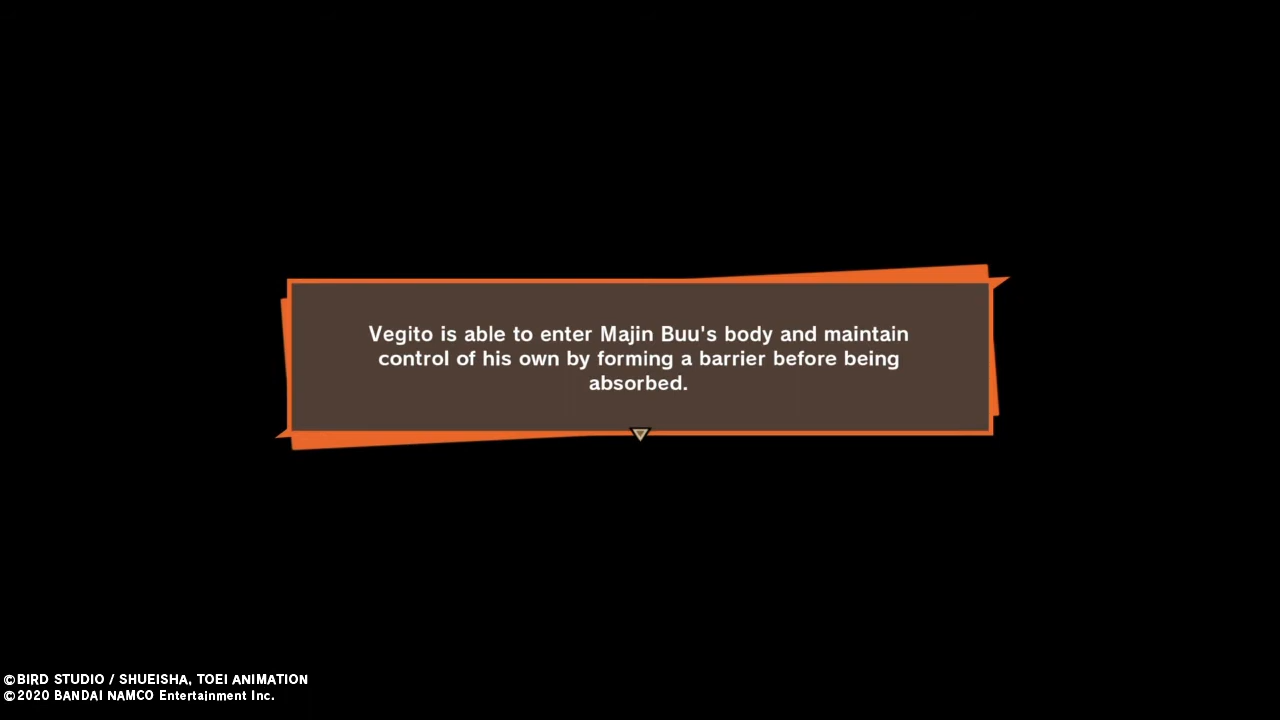 Vegito is able to enter Majin Buu's body and maintain
control of his own by forming a barrier before being
absorbed.
©BIRD STUDIO / SHUEISHA, TOEI ANIMATION
©2020 BANDAI NAMCO Entertainment Inc.